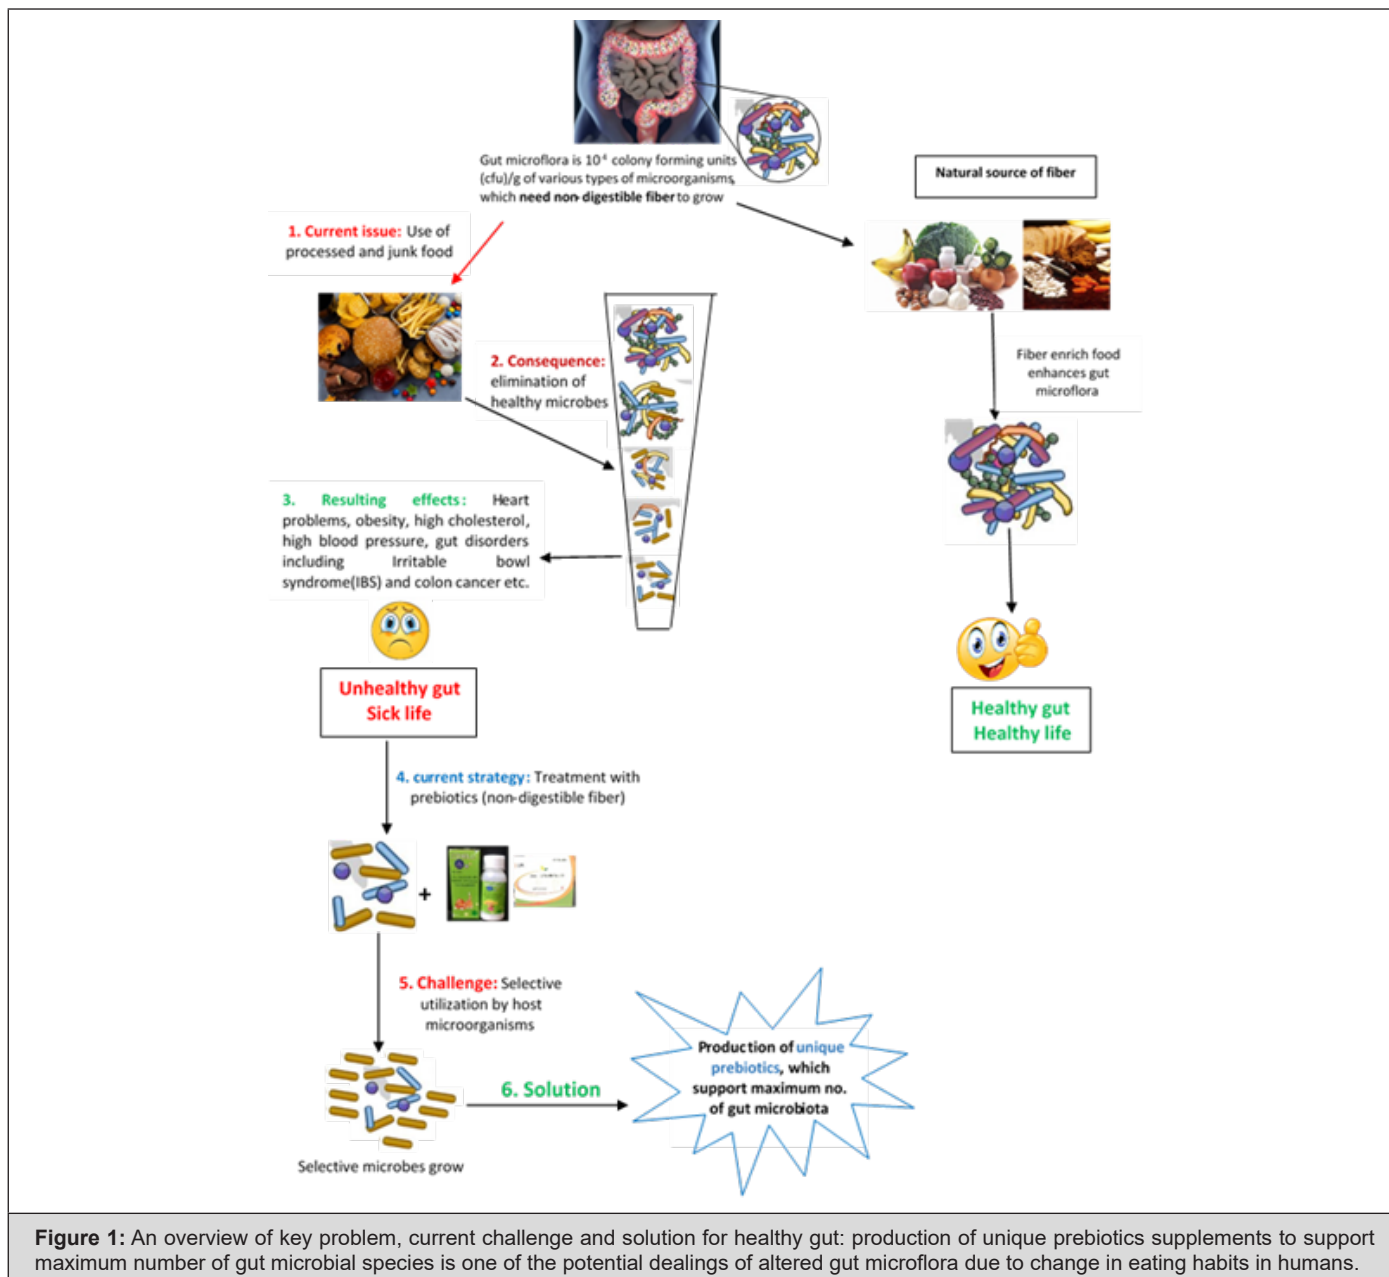 Gut microflora is 10⁴ colony forming units
(cfu)/g of various types of microorganisms,
which need non-digestible fiber to grow
Natural source of fiber
1. Current issue: Use of
processed and junk food
2. Consequence:
elimination of
healthy microbes
Fiber enrich food
enhances gut
microflora
3. Resulting effects: Heart
problems, obesity, high cholesterol,
high blood pressure, gut disorders
including Irritable bowl
syndrome(IBS) and colon cancer etc.
Unhealthy gut
Sick life
Healthy gut
Healthy life
4. current strategy: Treatment with
prebiotics (non-digestible fiber)
+
5. Challenge: Selective
utilization by host
microorganisms
6. Solution
Production of unique
prebiotics, which
support maximum no.
of gut microbiota
Selective microbes grow
Figure 1: An overview of key problem, current challenge and solution for healthy gut: production of unique prebiotics supplements to support
maximum number of gut microbial species is one of the potential dealings of altered gut microflora due to change in eating habits in humans.